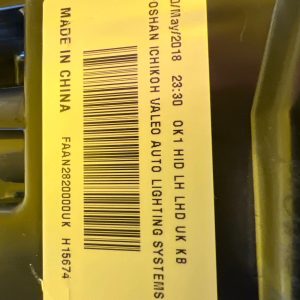 /May/2018 23:30 OK1 HID LH LHD UK KB
OSHAN ICHIKOH VALEO AUTO LIGHTING SYSTEMS
MADE IN CHINA
FAAN2820000UK H15674